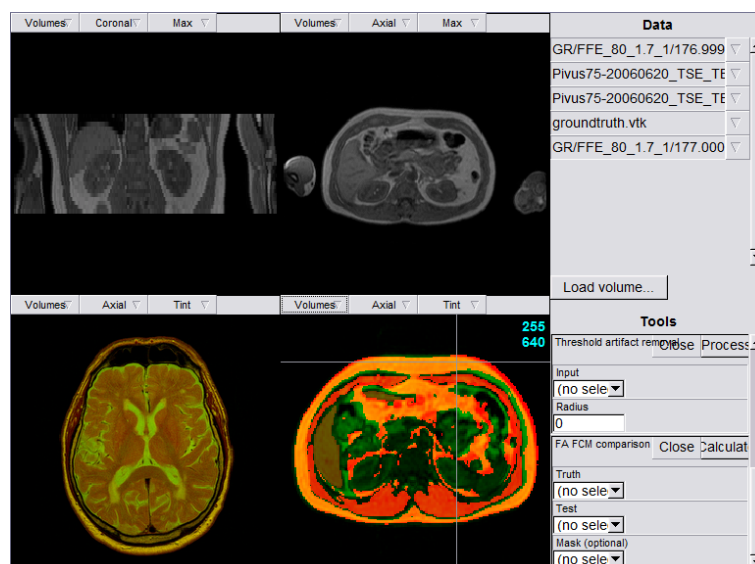 Volumes Coronal Max Volumes Axial Max Data
GR/FFE_80_1.7_1/176.999
Pivus75-20060620_TSE_TE
Pivus75-20060620_TSE_TE
groundtruth.vtk
GR/FFE_80_1.7_1/177.000
Load volume...
Volumes Axial Tint Volumes Axial Tint
255
640
Tools
Threshold artifact removal Close Process
Input
(no sele
Radius
0
FA FCM comparison Close Calculat
Truth
(no sele
Test
(no sele
Mask (optional)
(no sele